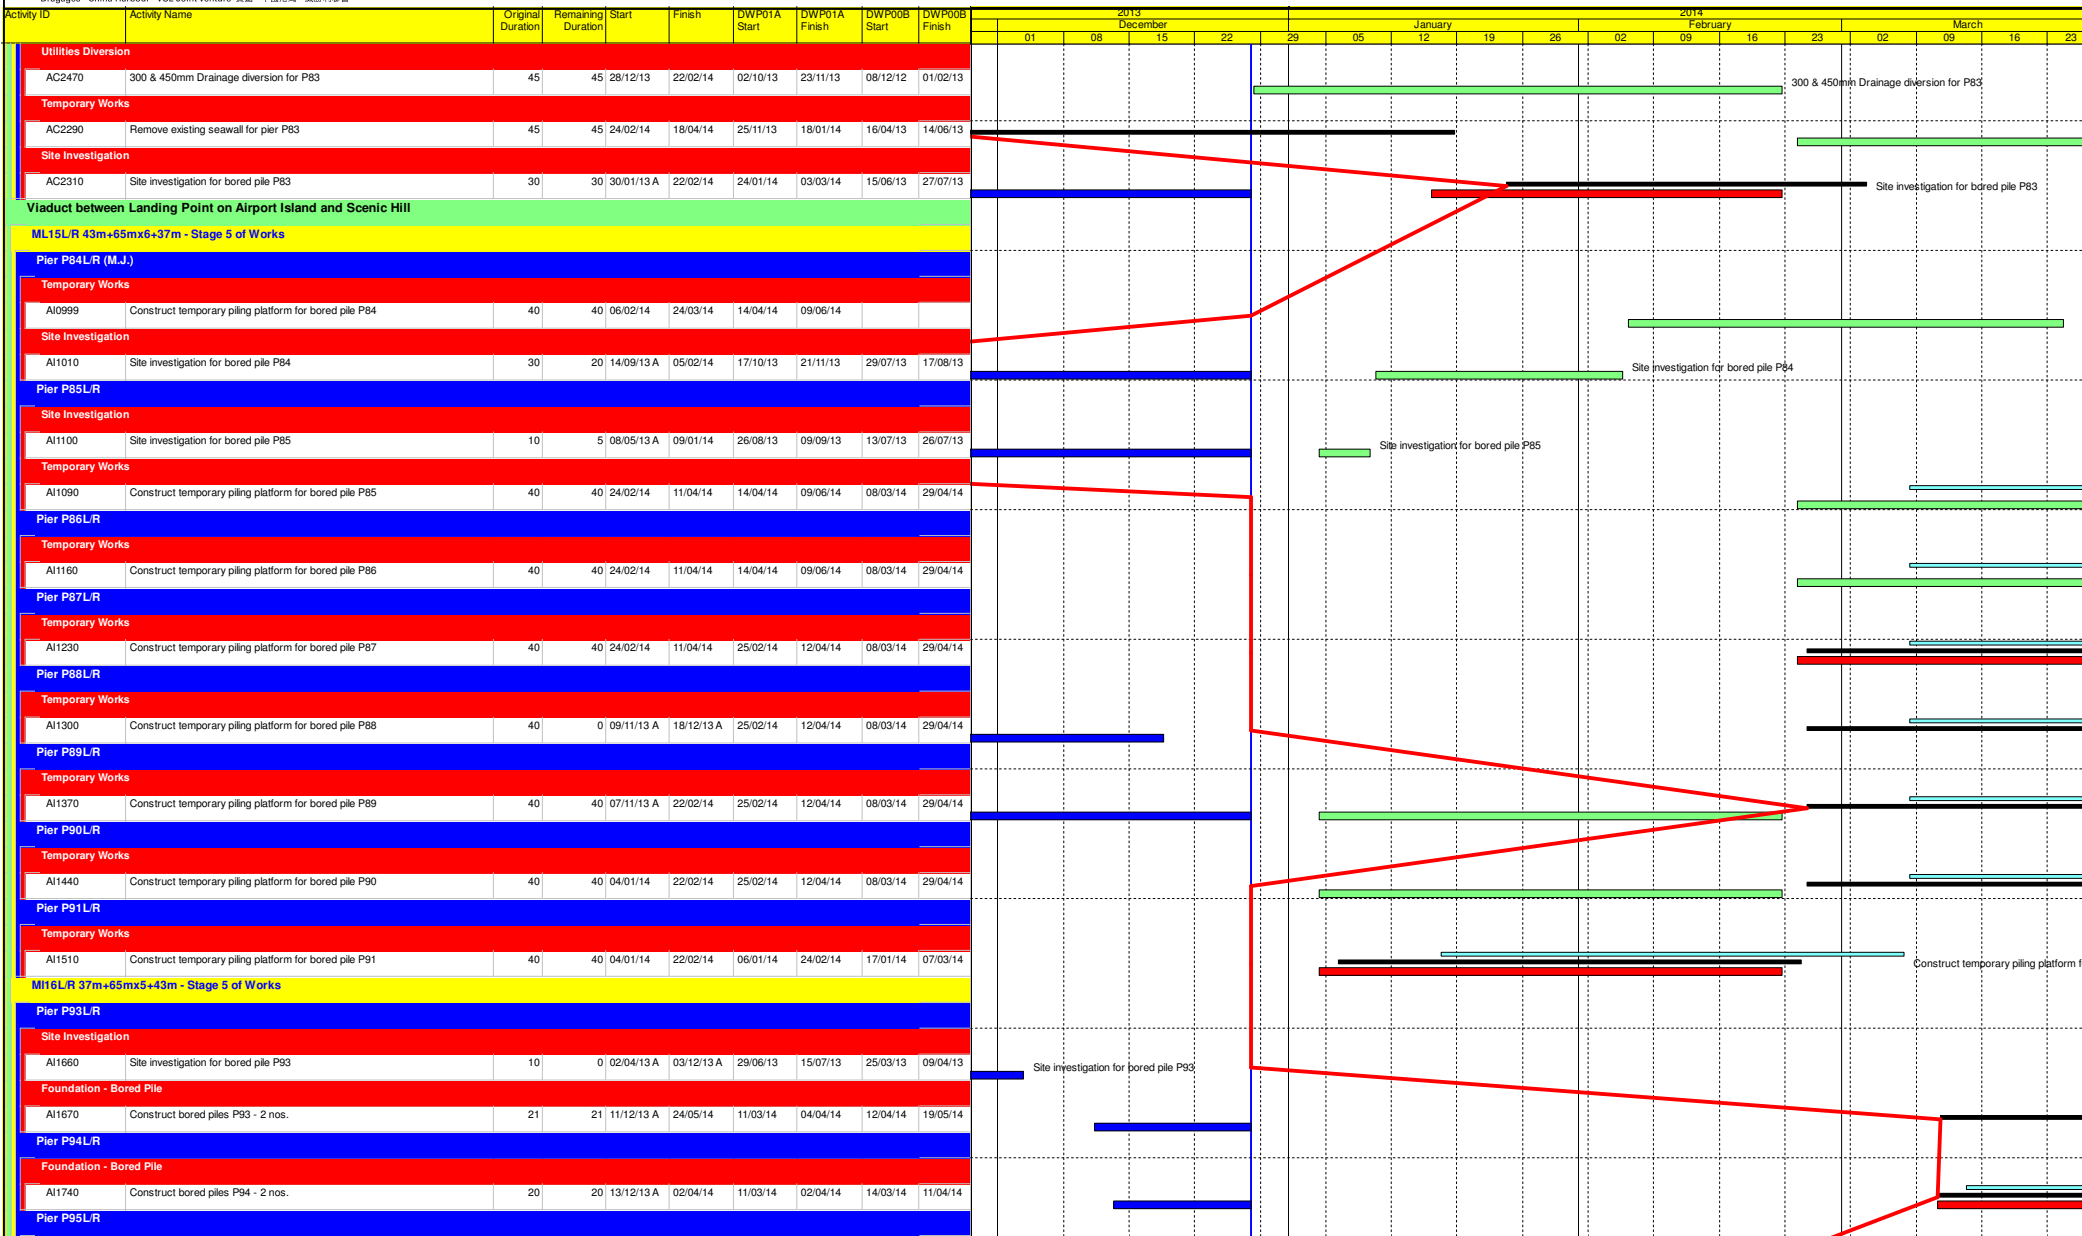 Activity ID Activity Name Original Duration Remaining Duration Start Finish DWP01A Start DWP01A Finish DWP00B Start DWP00B Finish
2013 2014
December January February March
01 08 15 22 29 05 12 19 26 02 09 16 23 02 09 16 23
Utilities Diversion
AC2470 300 & 450mm Drainage diversion for P83 45 45 28/12/13 22/02/14 02/10/13 23/11/13 08/12/12 01/02/13 300 & 450mm Drainage diversion for P83
Temporary Works
AC2290 Remove existing seawall for pier P83 45 45 24/02/14 18/04/14 25/11/13 18/01/14 16/04/13 14/06/13
Site Investigation
AC2310 Site investigation for bored pile P83 30 30 30/01/13 A 22/02/14 24/01/14 03/03/14 15/06/13 27/07/13 Site investigation for bored pile P83
Viaduct between Landing Point on Airport Island and Scenic Hill
ML15L/R 43m+65mx6+37m - Stage 5 of Works
Pier P84L/R (M.J.)
Temporary Works
AI0999 Construct temporary piling platform for bored pile P84 40 40 06/02/14 24/03/14 14/04/14 09/06/14
Site Investigation
AI1010 Site investigation for bored pile P84 30 20 14/09/13 A 05/02/14 17/10/13 21/11/13 29/07/13 17/08/13 Site investigation for bored pile P84
Pier P85L/R
Site Investigation
AI1100 Site investigation for bored pile P85 10 5 08/05/13 A 09/01/14 26/08/13 09/09/13 13/07/13 26/07/13 Site investigation for bored pile P85
Temporary Works
AI1090 Construct temporary piling platform for bored pile P85 40 40 24/02/14 11/04/14 14/04/14 09/06/14 08/03/14 29/04/14
Pier P86L/R
Temporary Works
AI1160 Construct temporary piling platform for bored pile P86 40 40 24/02/14 11/04/14 14/04/14 09/06/14 08/03/14 29/04/14
Pier P87L/R
Temporary Works
AI1230 Construct temporary piling platform for bored pile P87 40 40 24/02/14 11/04/14 25/02/14 12/04/14 08/03/14 29/04/14
Pier P88L/R
Temporary Works
AI1300 Construct temporary piling platform for bored pile P88 40 0 09/11/13 A 18/12/13 A 25/02/14 12/04/14 08/03/14 29/04/14
Pier P89L/R
Temporary Works
AI1370 Construct temporary piling platform for bored pile P89 40 40 07/11/13 A 22/02/14 25/02/14 12/04/14 08/03/14 29/04/14
Pier P90L/R
Temporary Works
AI1440 Construct temporary piling platform for bored pile P90 40 40 04/01/14 22/02/14 25/02/14 12/04/14 08/03/14 29/04/14
Pier P91L/R
Temporary Works
AI1510 Construct temporary piling platform for bored pile P91 40 40 04/01/14 22/02/14 06/01/14 24/02/14 17/01/14 07/03/14 Construct temporary piling platform f
MI16L/R 37m+65mx5+43m - Stage 5 of Works
Pier P93L/R
Site Investigation
AI1660 Site investigation for bored pile P93 10 0 02/04/13 A 03/12/13 A 29/06/13 15/07/13 25/03/13 09/04/13 Site investigation for bored pile P93
Foundation - Bored Pile
AI1670 Construct bored piles P93 - 2 nos. 21 21 11/12/13 A 24/05/14 11/03/14 04/04/14 12/04/14 19/05/14
Pier P94L/R
Foundation - Bored Pile
AI1740 Construct bored piles P94 - 2 nos. 20 20 13/12/13 A 02/04/14 11/03/14 02/04/14 14/03/14 11/04/14
Pier P95L/R